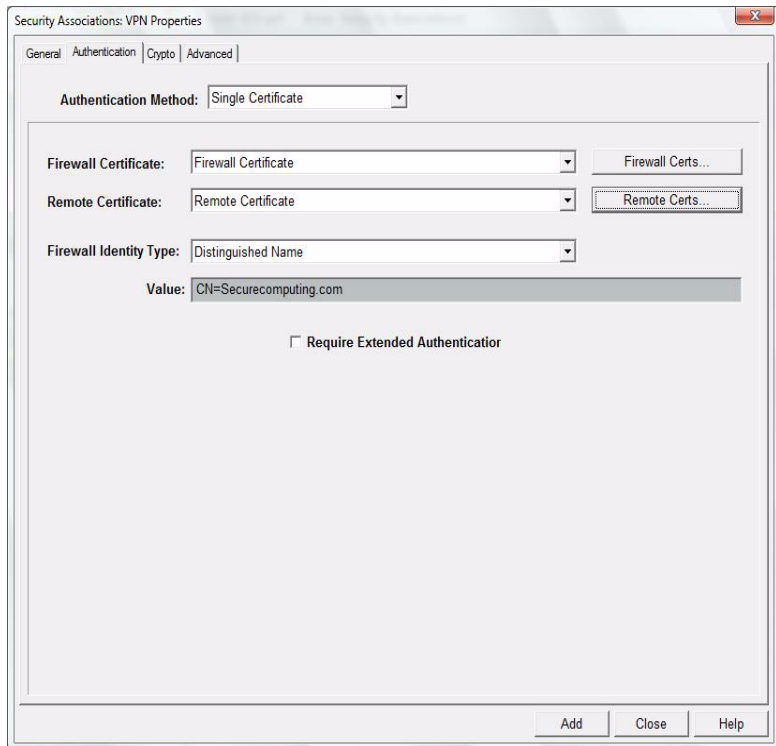 Security Associations: VPN Properties
X
General Authentication Crypto Advanced
Authentication Method: Single Certificate
Firewall Certificate: Firewall Certificate Firewall Certs...
Remote Certificate: Remote Certificate Remote Certs...
Firewall Identity Type: Distinguished Name
Value: CN=Securecomputing.com
Require Extended Authenticatior
Add Close Help